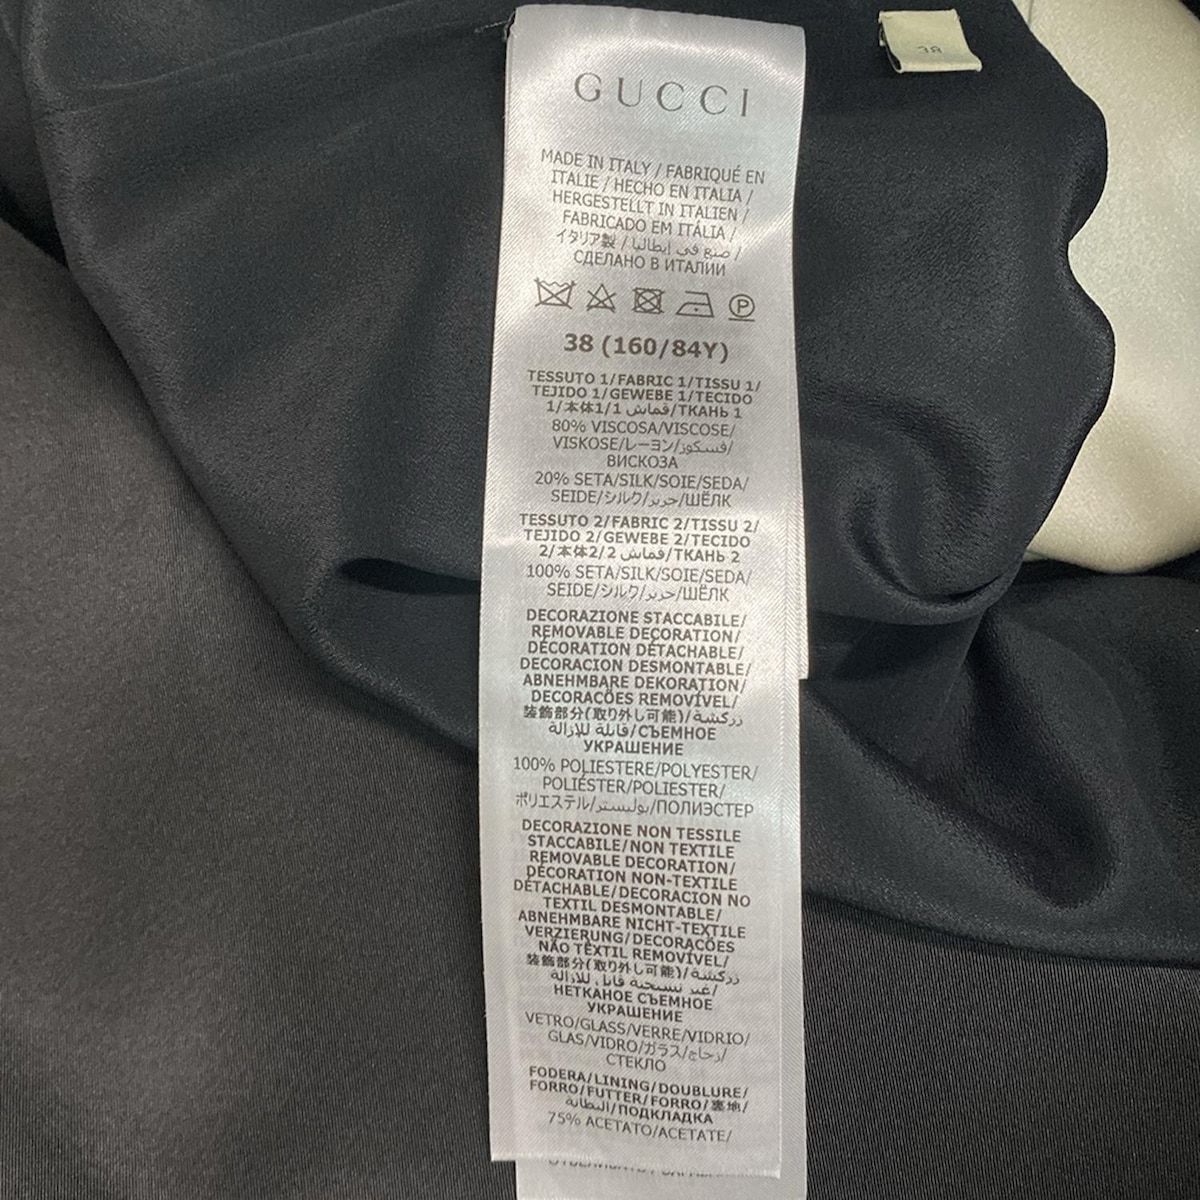 38
GUCCI
MADE IN ITALY / FABRIQUÉ EN
ITALIE / HECHO EN ITALIA /
HERGESTELLT IN ITALIEN /
FABRICADO EM ITÁLIA /
イタリア製 / صنع في إيطاليا /
СДЕЛАНО В ИТАЛИИ
P
38 (160/84Y)
TESSUTO 1/FABRIC 1/TISSU 1/
TEJIDO 1/GEWEBE 1/TECIDO
1/本体1/1 قماش/ТКАНЬ 1
80% VISCOSA/VISCOSE/
VISKOSE/レーヨン/فسكوز/
ВИСКОЗА
20% SETA/SILK/SOIE/SEDA/
SEIDE/シルク/حرير/ШЁЛК
TESSUTO 2/FABRIC 2/TISSU 2/
TEJIDO 2/GEWEBE 2/TECIDO
2/本体2/2 قماش/ТКАНЬ 2
100% SETA/SILK/SOIE/SEDA/
SEIDE/シルク/حرير/ШЁЛК
DECORAZIONE STACCABILE/
REMOVABLE DECORATION/
DÉCORATION DÉTACHABLE/
DECORACION DESMONTABLE/
ABNEHMBARE DEKORATION/
DECORAÇÕES REMOVÍVEL/
装飾部分(取り外し可能)/زركشة
قابلة للإزالة/СЪЕМНОЕ
УКРАШЕНИЕ
100% POLIESTERE/POLYESTER/
POLIÉSTER/POLIESTER/
ポリエステル/بوليستر/ПОЛИЭСТЕР
DECORAZIONE NON TESSILE
STACCABILE/NON TEXTILE
REMOVABLE DECORATION/
DÉCORATION NON-TEXTILE
DÉTACHABLE/DECORACION NO
TEXTIL DESMONTABLE/
ABNEHMBARE NICHT-TEXTILE
VERZIERUNG/DECORAÇÕES
NÃO TÊXTIL REMOVÍVEL/
装飾部分(取り外し可能)/زركشة
غير نسيجية قابل للإزالة/
НЕТКАНОЕ СЪЕМНОЕ
УКРАШЕНИЕ
VETRO/GLASS/VERRE/VIDRIO/
GLAS/VIDRO/ガラス/زجاج/
СТЕКЛО
FODERA/LINING/DOUBLURE/
FORRO/FUTTER/FORRO/裏地/
البطانة/ПОДКЛАДКА
75% ACETATO/ACETATE/